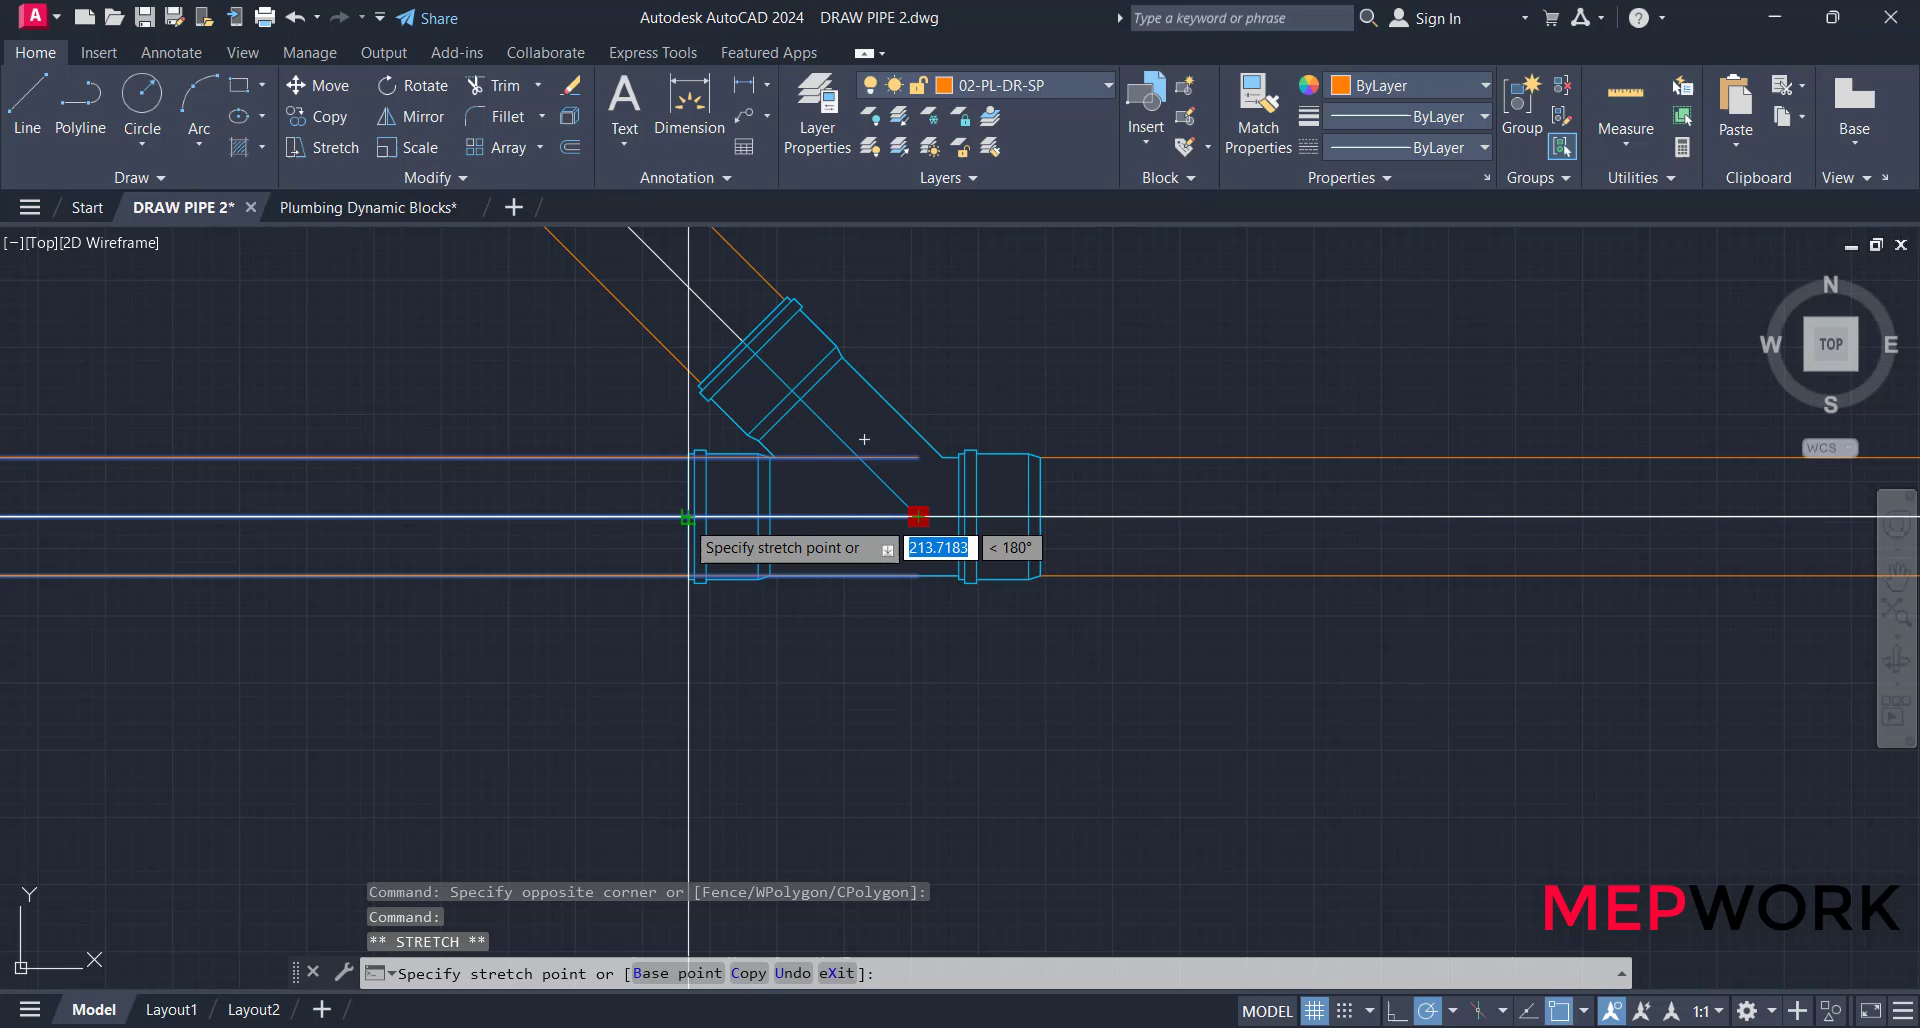 A
Share
Autodesk AutoCAD 2024 DRAW PIPE 2.dwg
Type a keyword or phrase
Sign In
Home Insert Annotate View Manage Output Add-ins Collaborate Express Tools Featured Apps
Line Polyline Circle Arc
Move Rotate Trim
Copy Mirror Fillet
Stretch Scale Array
Text Dimension
Layer Properties
02-PL-DR-SP
Insert
Match Properties
ByLayer
ByLayer
ByLayer
Group
Measure
Paste
Base
Draw Modify Annotation Layers Block Properties Groups Utilities Clipboard View
Start DRAW PIPE 2* Plumbing Dynamic Blocks*
[−][Top][2D Wireframe]
N
W TOP E
S
WCS
Specify stretch point or 213.7183 < 180°
Command: Specify opposite corner or [Fence/WPolygon/CPolygon]:
Command:
** STRETCH **
Y
X
MEPWORK
Specify stretch point or [Base point Copy Undo eXit]:
Model Layout1 Layout2
MODEL 1:1